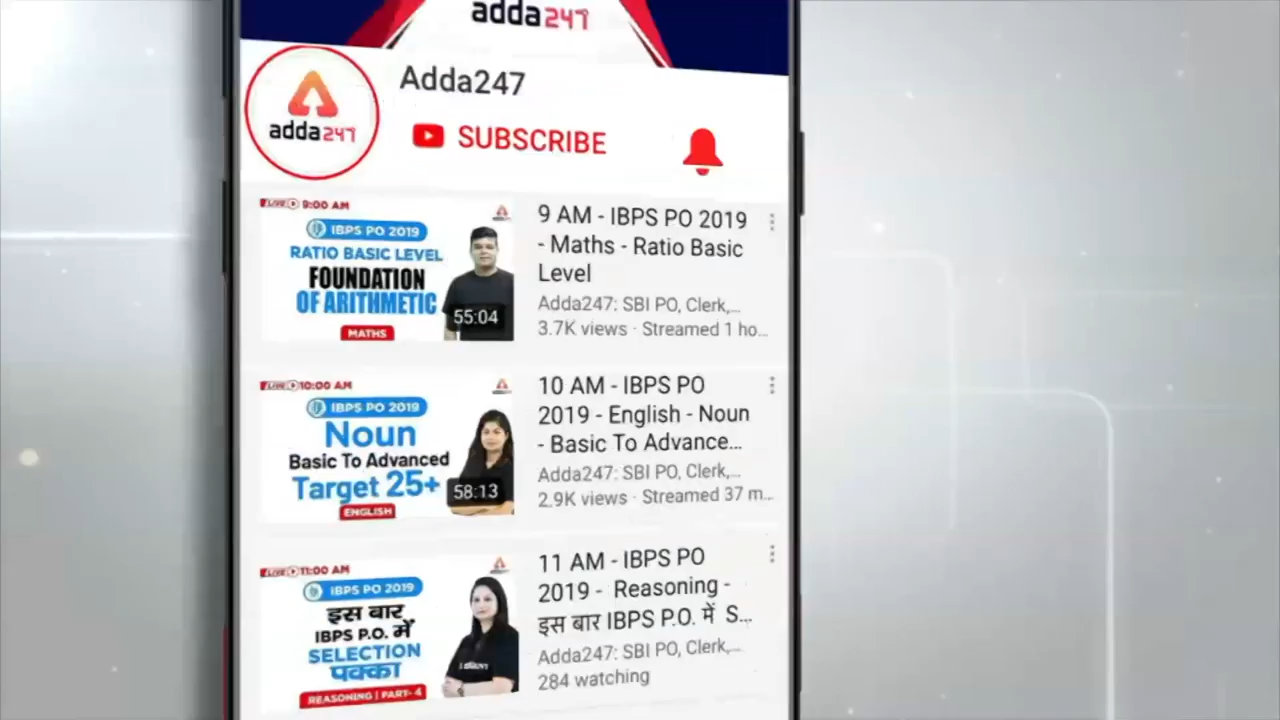 adda247
adda247
Adda247
SUBSCRIBE
LIVE 9:00 AM
IBPS PO 2019
RATIO BASIC LEVEL
FOUNDATION
OF ARITHMETIC
MATHS
55:04
9 AM - IBPS PO 2019
- Maths - Ratio Basic
Level
Adda247: SBI PO, Clerk,...
3.7K views · Streamed 1 ho...
LIVE 10:00 AM
IBPS PO 2019
Noun
Basic To Advanced
Target 25+
ENGLISH
58:13
10 AM - IBPS PO
2019 - English - Noun
- Basic To Advance...
Adda247: SBI PO, Clerk,...
2.9K views · Streamed 37 m...
LIVE 11:00 AM
IBPS PO 2019
इस बार
IBPS P.O. में
SELECTION
पक्का
REASONING | PART- 4
11 AM - IBPS PO
2019 - Reasoning -
इस बार IBPS P.O. में S...
Adda247: SBI PO, Clerk,...
284 watching